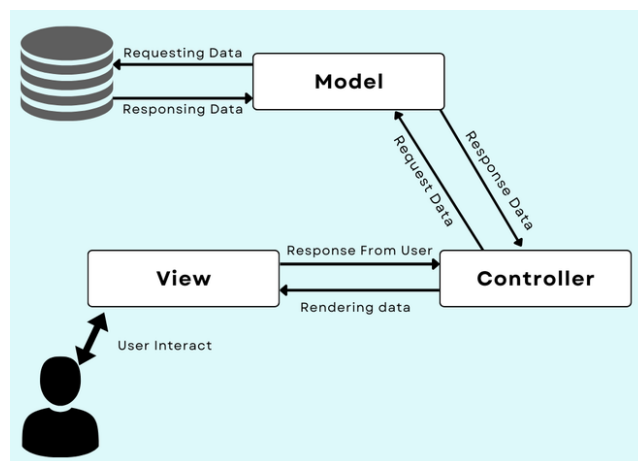 Requesting Data
Model
Responsing Data
Request Data
Response Data
Response From User
View
Controller
Rendering data
User Interact